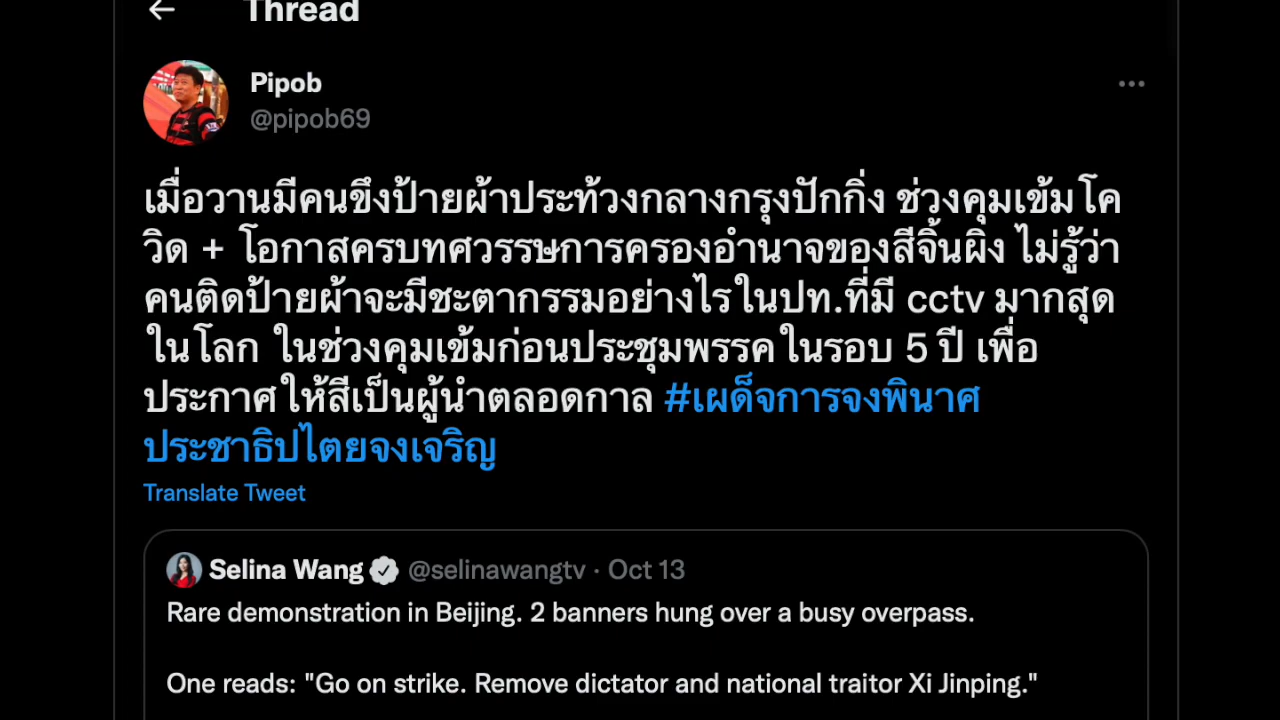 Thread
Pipob
@pipob69
เมื่อวานมีคนขึงป้ายผ้าประท้วงกลางกรุงปักกิ่ง ช่วงคุมเข้มโค
วิด + โอกาสครบทศวรรษการครองอำนาจของสีจิ้นผิง ไม่รู้ว่า
คนติดป้ายผ้าจะมีชะตากรรมอย่างไรในปท.ที่มี cctv มากสุด
ในโลก ในช่วงคุมเข้มก่อนประชุมพรรคในรอบ 5 ปี เพื่อ
ประกาศให้สีเป็นผู้นำตลอดกาล #เผด็จการจงพินาศ
ประชาธิปไตยจงเจริญ
Translate Tweet
Selina Wang @selinawangtv · Oct 13
Rare demonstration in Beijing. 2 banners hung over a busy overpass.
One reads: "Go on strike. Remove dictator and national traitor Xi Jinping."